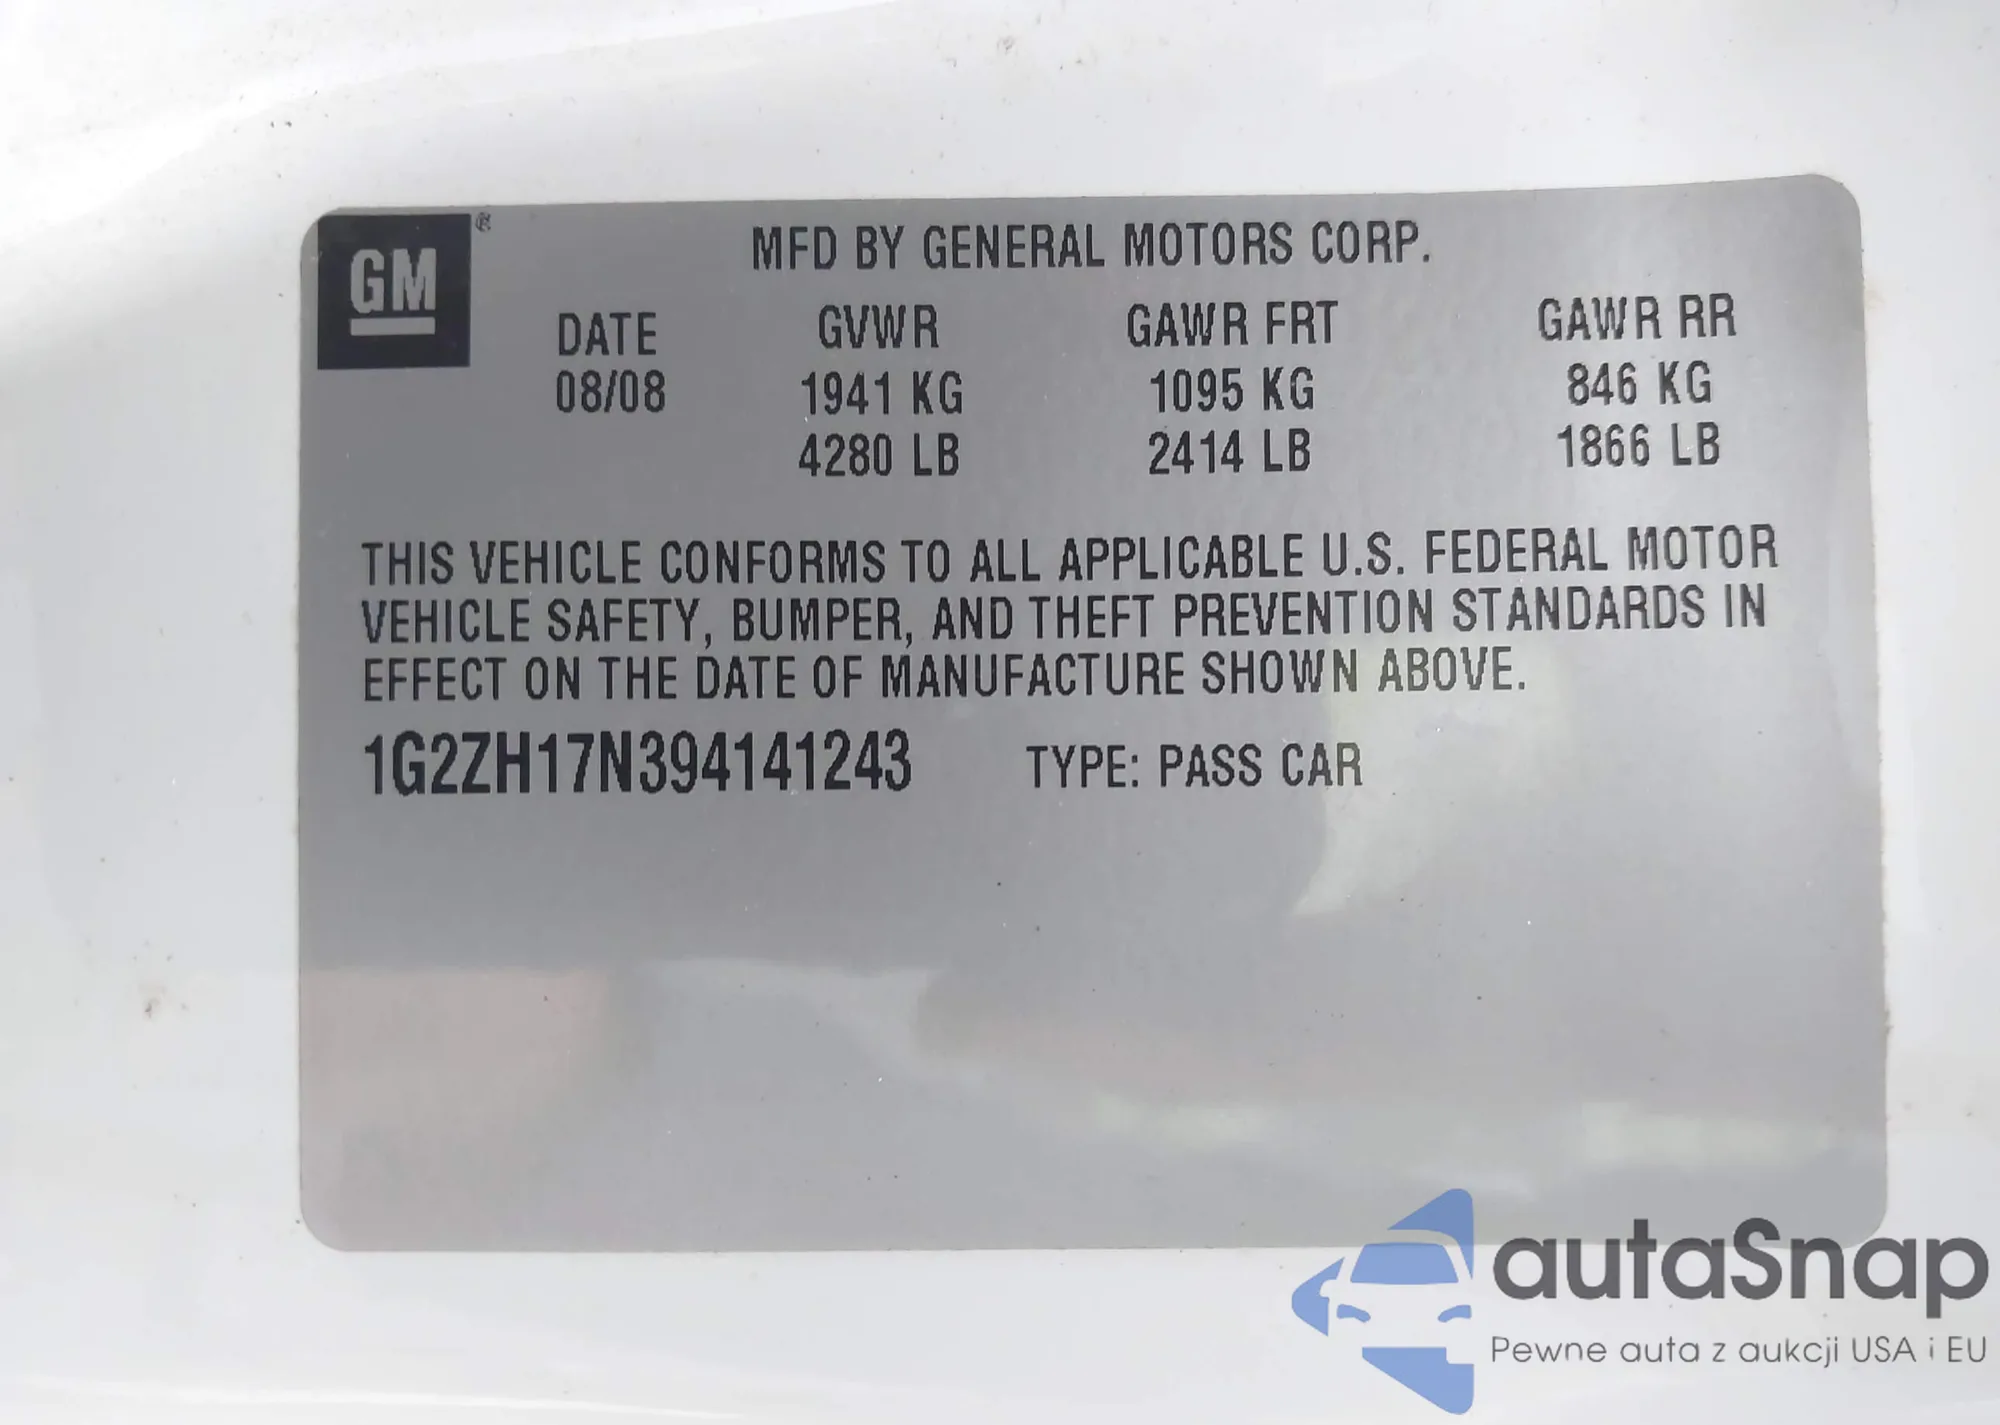 GM®
MFD BY GENERAL MOTORS CORP.
DATE GVWR GAWR FRT GAWR RR
08/08 1941 KG 1095 KG 846 KG
4280 LB 2414 LB 1866 LB
THIS VEHICLE CONFORMS TO ALL APPLICABLE U.S. FEDERAL MOTOR
VEHICLE SAFETY, BUMPER, AND THEFT PREVENTION STANDARDS IN
EFFECT ON THE DATE OF MANUFACTURE SHOWN ABOVE.
1G2ZH17N394141243 TYPE: PASS CAR
autaSnap
Pewne auta z aukcji USA i EU